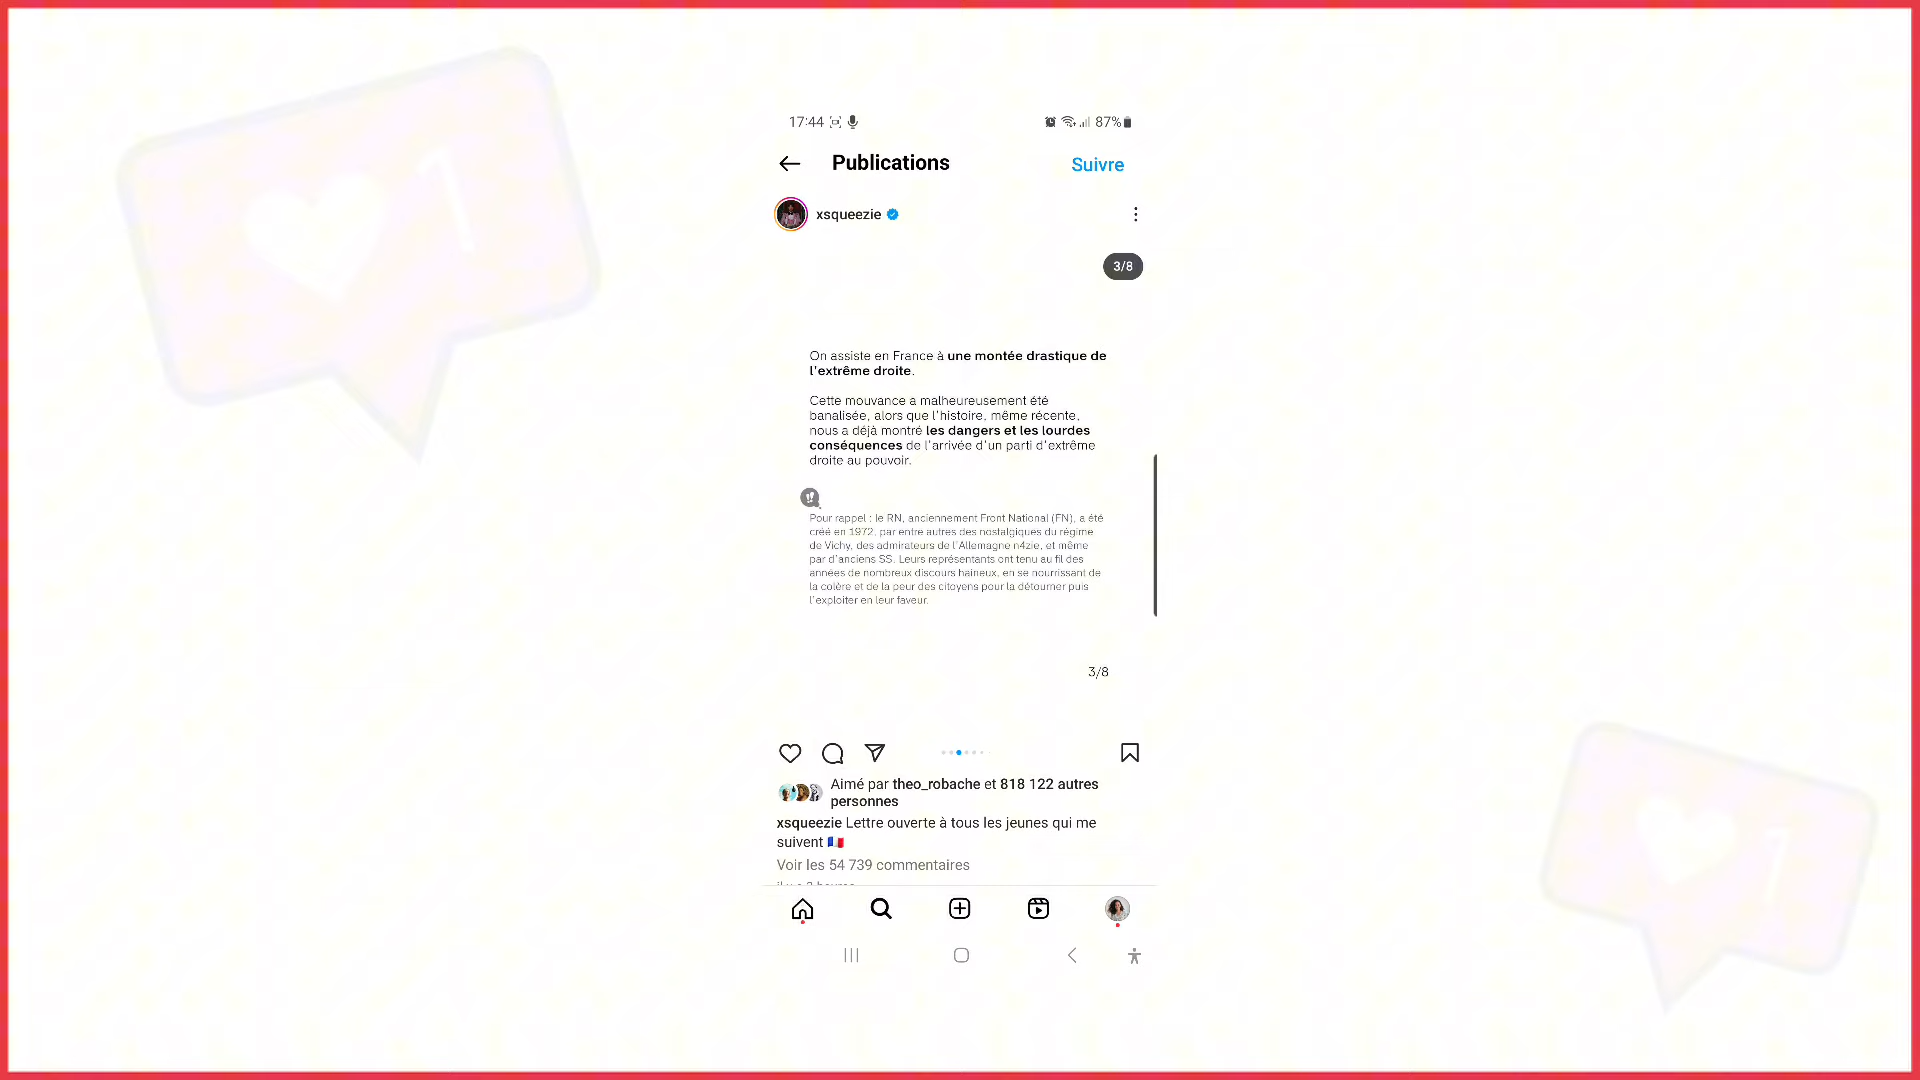 17:44
87%
Publications
Suivre
xsqueezie
3/8
On assiste en France à une montée drastique de
l'extrême droite.
Cette mouvance a malheureusement été
banalisée, alors que l'histoire, même récente,
nous a déjà montré les dangers et les lourdes
conséquences de l'arrivée d'un parti d'extrême
droite au pouvoir.
Pour rappel : le RN, anciennement Front National (FN), a été
créé en 1972, par entre autres des nostalgiques du régime
de Vichy, des admirateurs de l'Allemagne n4zie, et même
par d'anciens SS. Leurs représentants ont tenu au fil des
années de nombreux discours haineux, en se nourrissant de
la colère et de la peur des citoyens pour la détourner puis
l'exploiter en leur faveur.
3/8
Aimé par theo_robache et 818 122 autres
personnes
xsqueezie Lettre ouverte à tous les jeunes qui me
suivent 🇫🇷
Voir les 54 739 commentaires
1
1